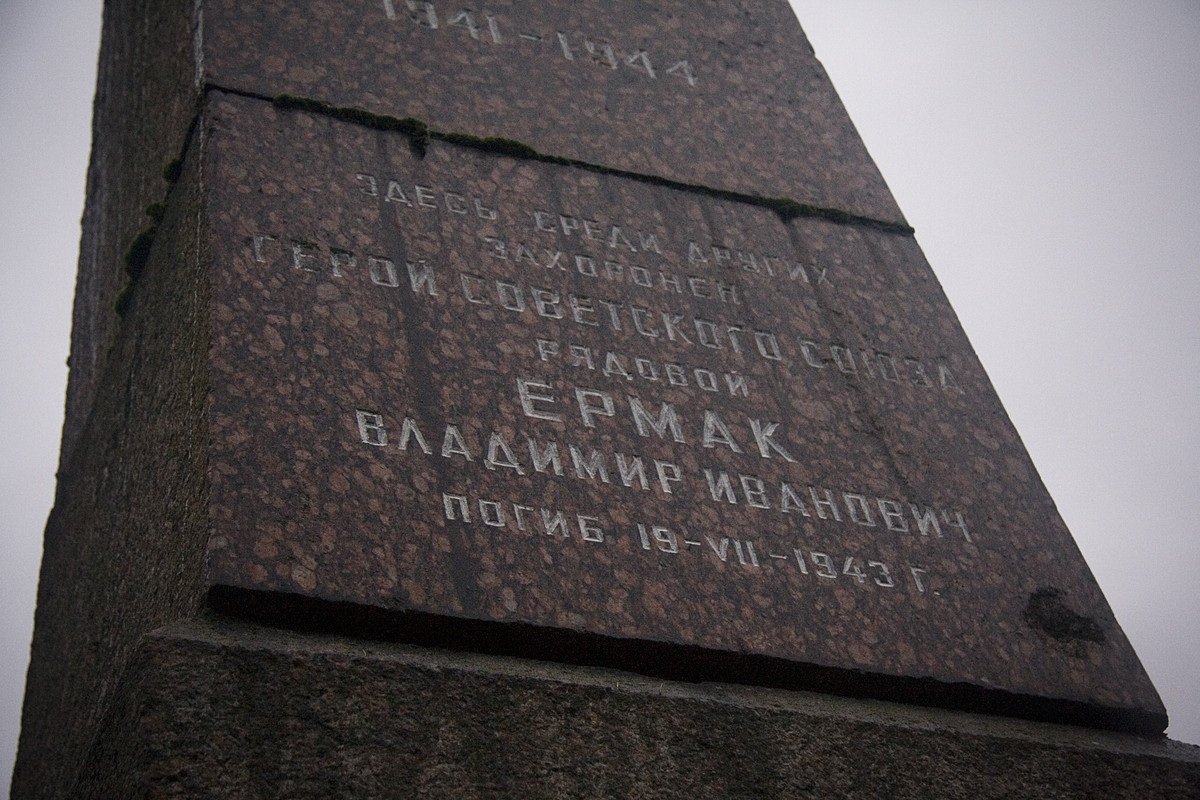 1941-1944
ЗДЕСЬ СРЕДИ ДРУГИХ
ЗАХОРОНЕН
ГЕРОЙ СОВЕТСКОГО СОЮЗА
РЯДОВОЙ
ЕРМАК
ВЛАДИМИР ИВАНОВИЧ
ПОГИБ 19-VII-1943 г.